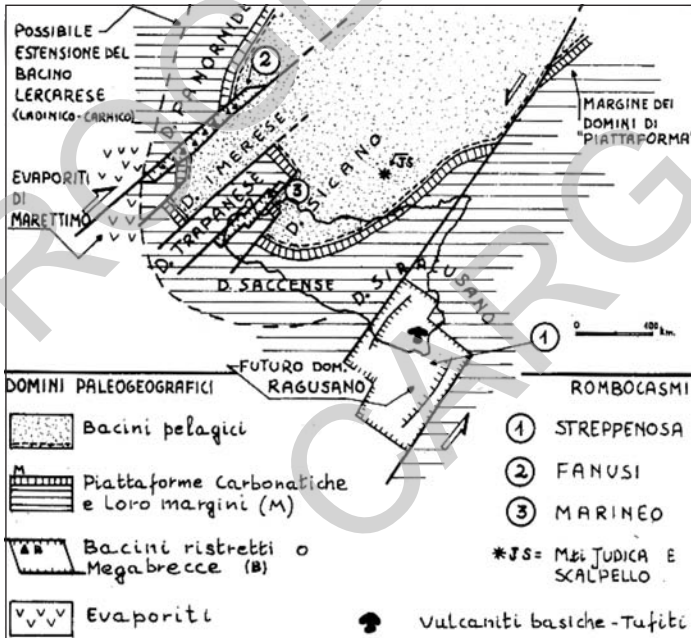 POSSIBILE
ESTENSIONE DEL
BACINO
LERCARESE
(LADINICO-CARNICO)
D. PANORMIDE
2
MARGINE DEI
DOMINI DI
"PIATTAFORMA"
EVAPORITI
DI
MARETTIMO
D. IMERESE
D. TRAPANESE
3
D. SICANO
JS
D. SACCENSE
D. SIRACUSANO
1
0 400 km.
FUTURO DOM.
RAGUSANO
DOMINI PALEOGEOGRAFICI
Bacini pelagici
M
Piattaforme Carbonatiche
e Loro margini (M)
B
Bacini ristretti o
Megabrecce (B)
Evaporiti
ROMBOCASMI
1 STREPPENOSA
2 FANUSI
3 MARINEO
*JS= Mti JUDICA E
SCALPELLO
Vulcaniti basiche-Tufiti